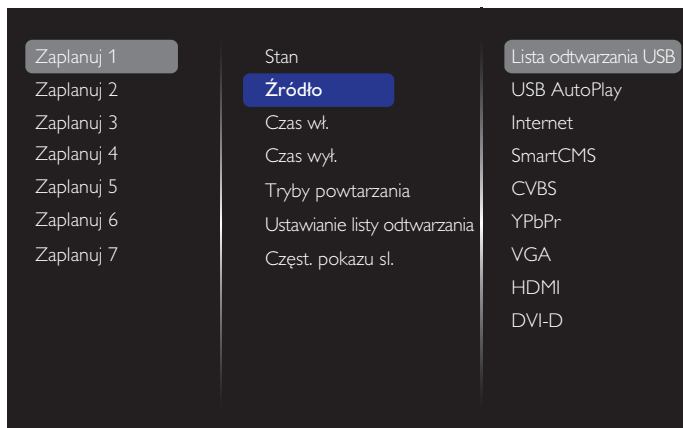 Zaplanuj 1
Zaplanuj 2
Zaplanuj 3
Zaplanuj 4
Zaplanuj 5
Zaplanuj 6
Zaplanuj 7
Stan
Źródło
Czas wł.
Czas wył.
Tryby powtarzania
Ustawianie listy odtwarzania
Częst. pokazu sl.
Lista odtwarzania USB
USB AutoPlay
Internet
SmartCMS
CVBS
YPbPr
VGA
HDMI
DVI-D